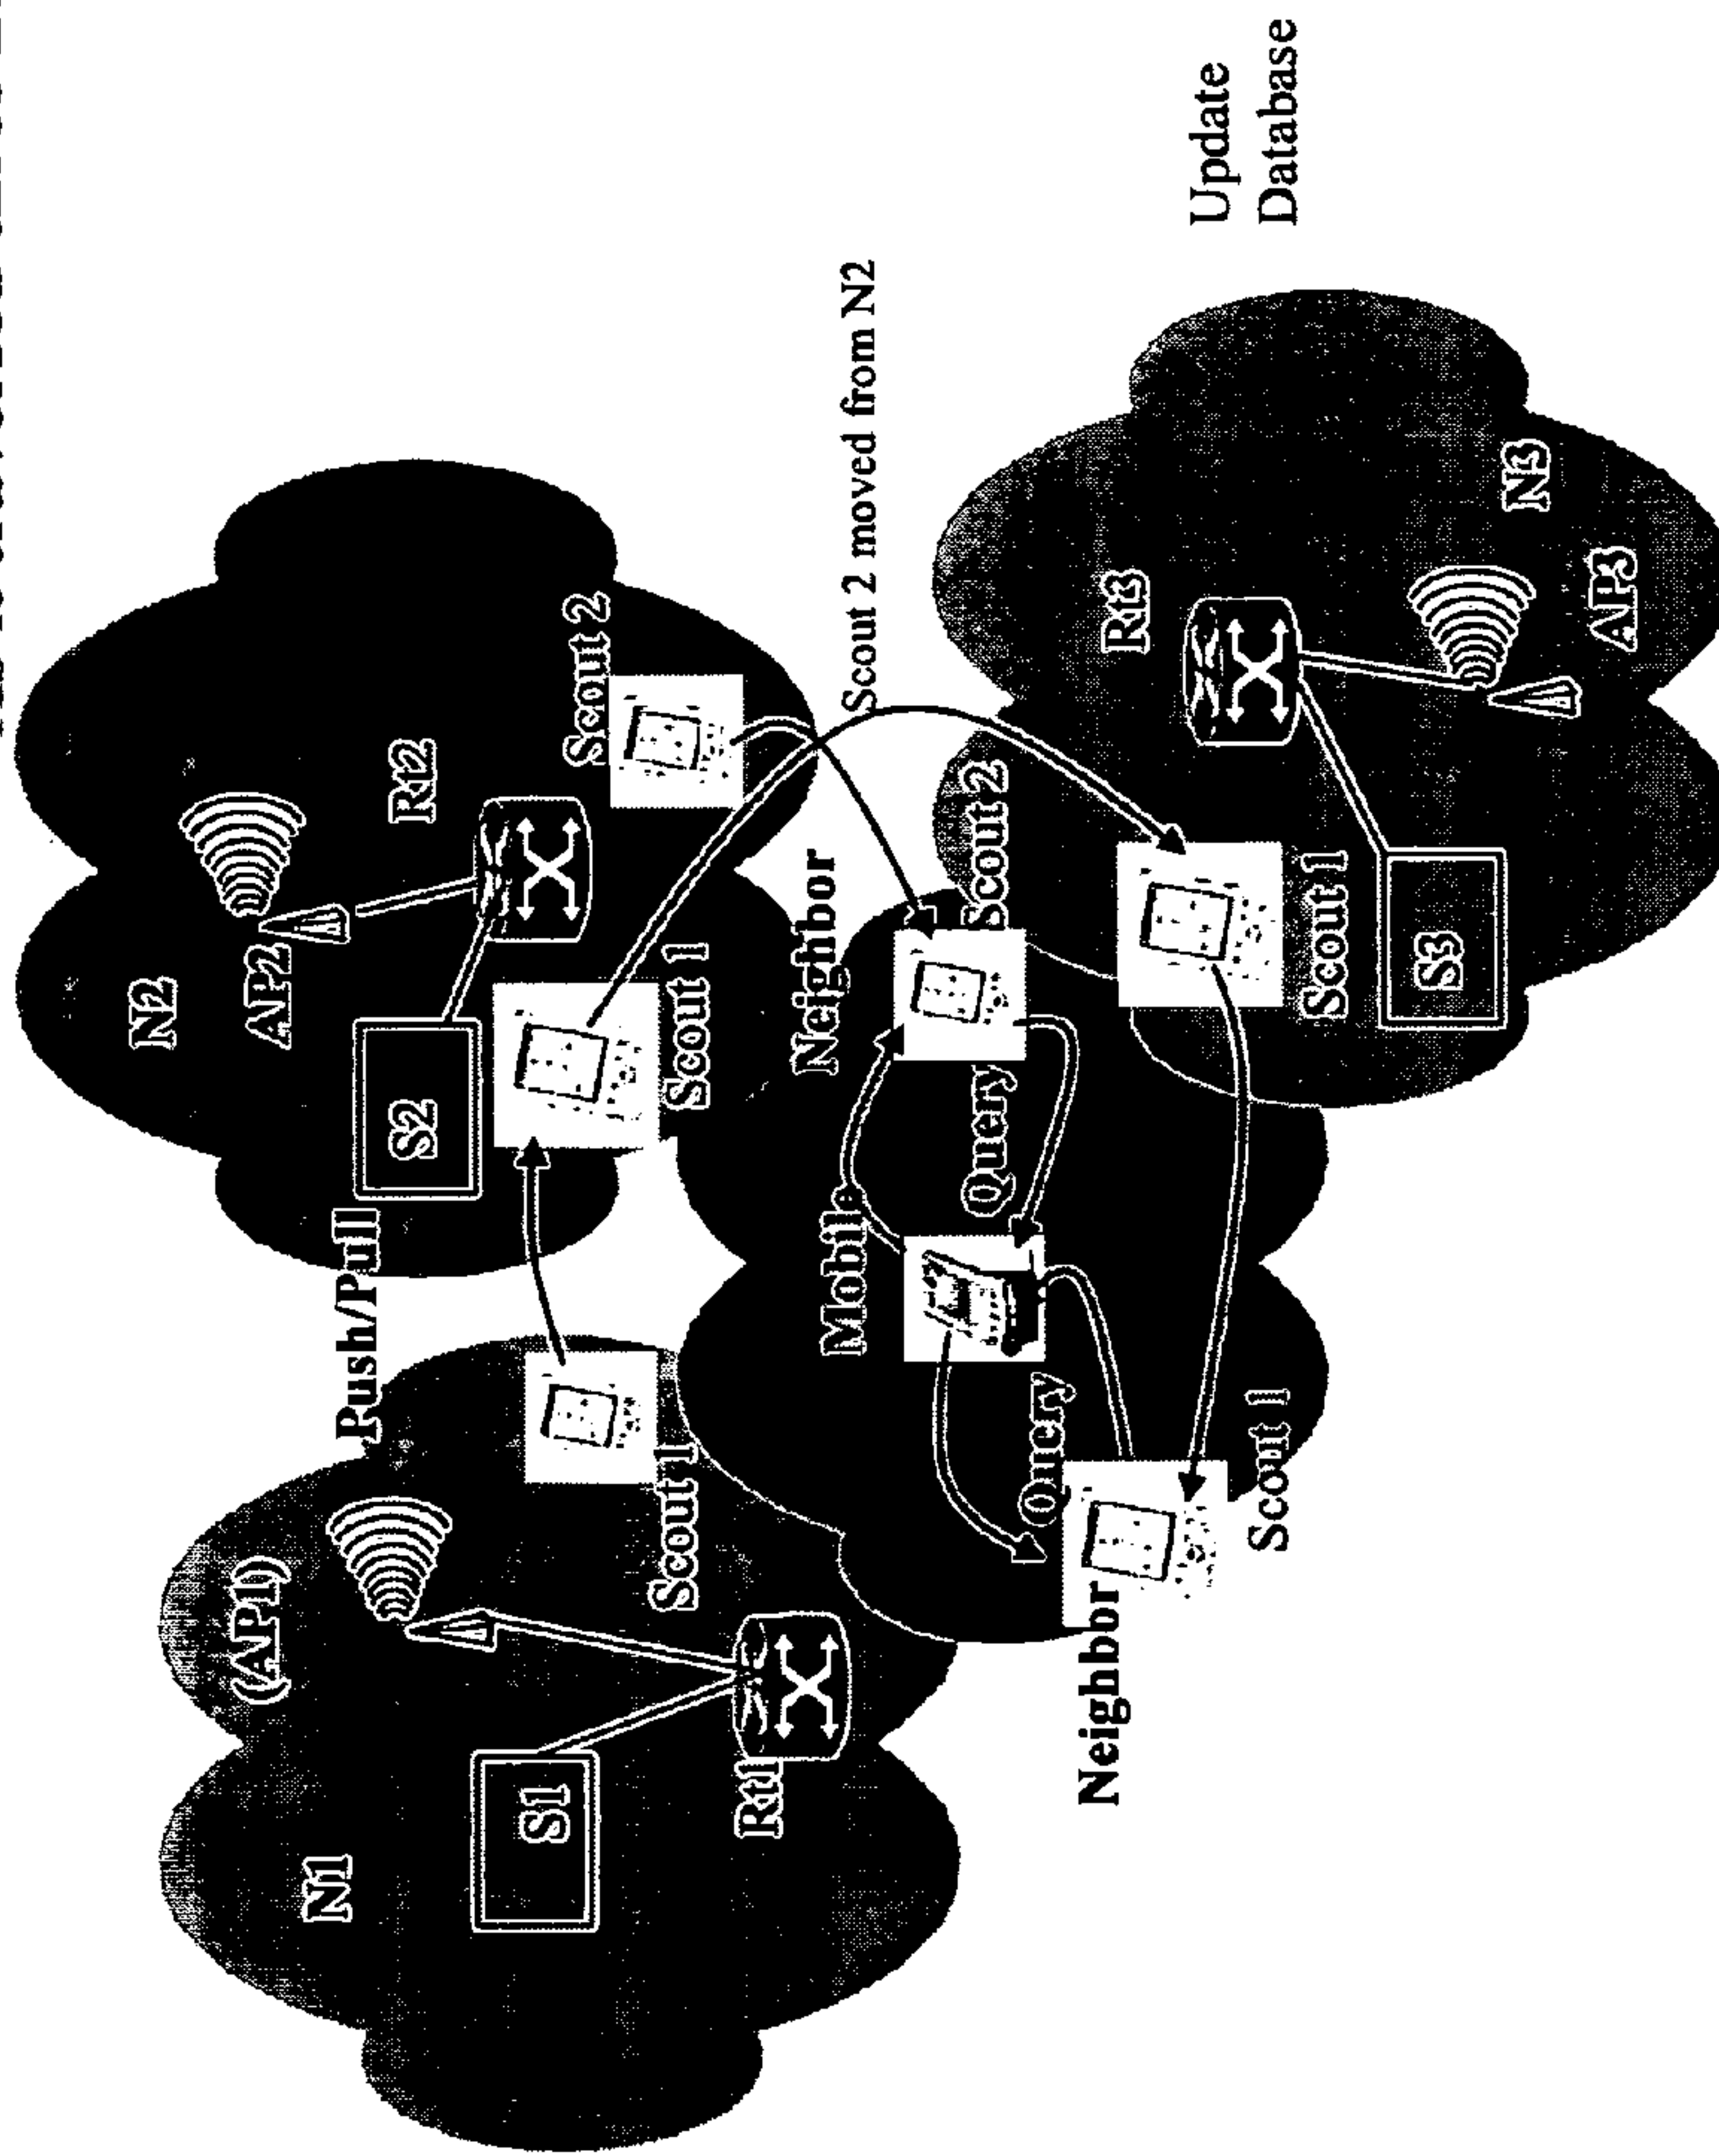 N1
(AP1)
S1
Rt1
Scout 1
Push/Pull
N2
AP2
S2
Rt2
Scout 1
Scout 2
Neighbor
Scout 2 moved from N2
Mobile
Query
Scout 2
Query
Neighbor
Scout 1
Scout 1
Rt3
S3
N3
AP3
Update
Database